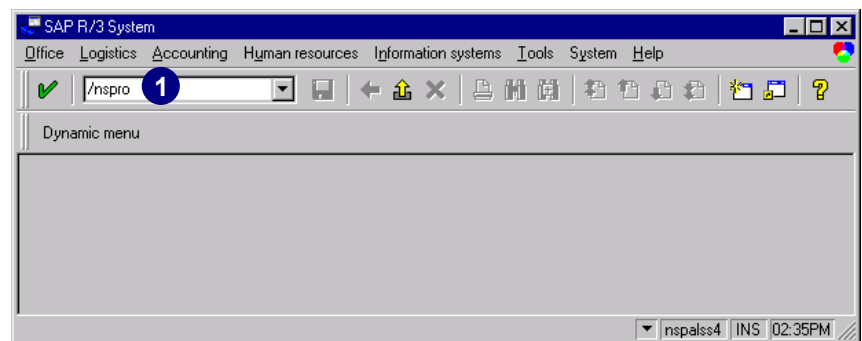 SAP R/3 System
Office Logistics Accounting Human resources Information systems Tools System Help
/nspro 1
Dynamic menu
nspalss4 INS 02:35PM